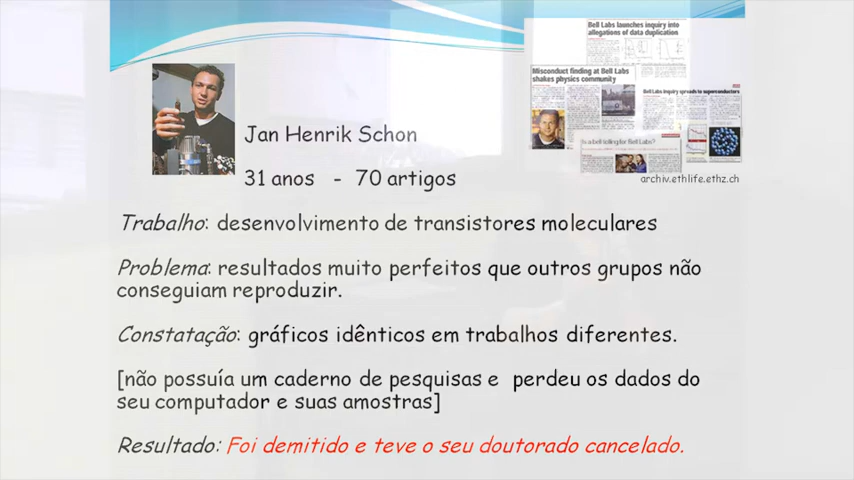 Bell Labs launches inquiry into
allegations of data duplication
Misconduct finding at Bell Labs
shakes physics community
Bell Labs inquiry spreads to superconductors
Is a bell tolling for Bell Labs?
archiv.ethlife.ethz.ch
Jan Henrik Schon
31 anos - 70 artigos
Trabalho: desenvolvimento de transistores moleculares
Problema: resultados muito perfeitos que outros grupos não
conseguiam reproduzir.
Constatação: gráficos idênticos em trabalhos diferentes.
[não possuía um caderno de pesquisas e perdeu os dados do
seu computador e suas amostras]
Resultado: Foi demitido e teve o seu doutorado cancelado.